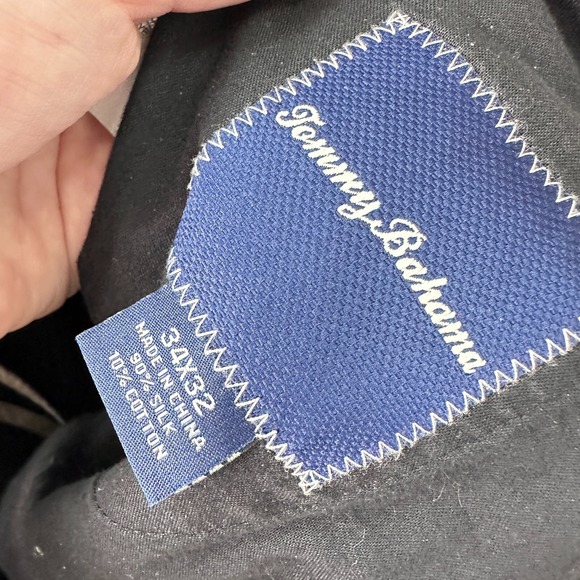 Tommy Bahama
34X32
MADE IN CHINA
90% SILK
10% COTTON